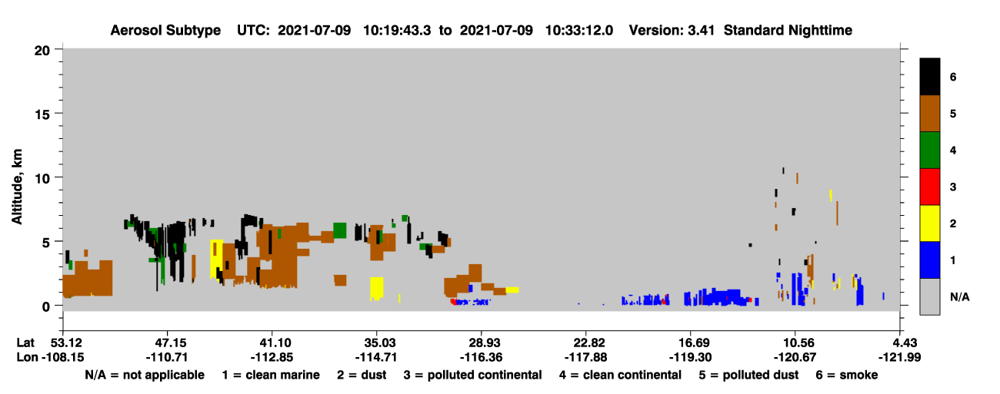 Aerosol Subtype UTC: 2021-07-09 10:19:43.3 to 2021-07-09 10:33:12.0 Version: 3.41 Standard Nighttime
Altitude, km
20
15
10
5
0
6
5
4
3
2
1
N/A
Lat 53.12 47.15 41.10 35.03 28.93 22.82 16.69 10.56 4.43
Lon -108.15 -110.71 -112.85 -114.71 -116.36 -117.88 -119.30 -120.67 -121.99
N/A = not applicable 1 = clean marine 2 = dust 3 = polluted continental 4 = clean continental 5 = polluted dust 6 = smoke